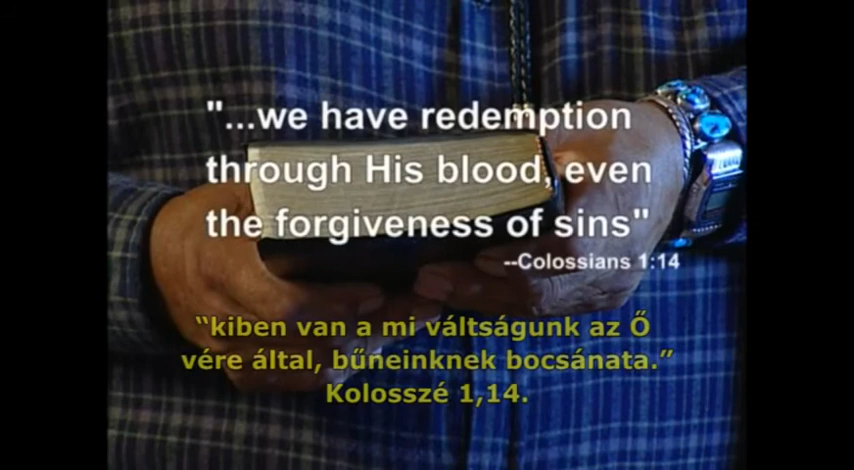 "...we have redemption
through His blood, even
the forgiveness of sins"
--Colossians 1:14
“kiben van a mi váltságunk az Ő
vére által, bűneinknek bocsánata.”
Kolosszé 1,14.